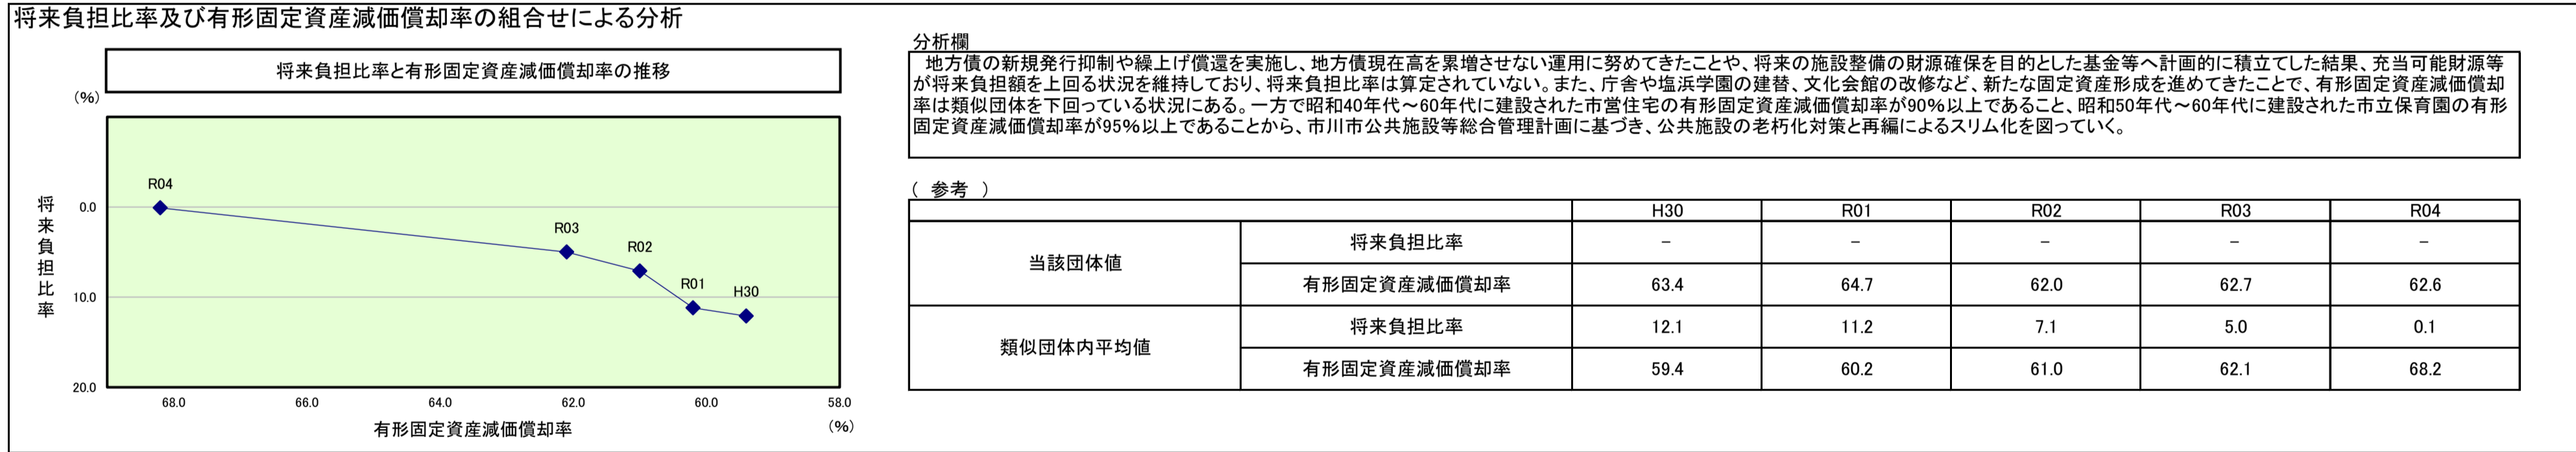 将来負担比率及び有形固定資産減価償却率の組合せによる分析
将来負担比率と有形固定資産減価償却率の推移
(%)
将来負担比率
0.0
10.0
20.0
R04
R03
R02
R01
H30
68.0
66.0
64.0
62.0
60.0
58.0
有形固定資産減価償却率
(%)
分析欄
地方債の新規発行抑制や繰上げ償還を実施し、地方債現在高を累増させない運用に努めてきたことや、将来の施設整備の財源確保を目的とした基金等へ計画的に積立てした結果、充当可能財源等
が将来負担額を上回る状況を維持しており、将来負担比率は算定されていない。また、庁舎や塩浜学園の建替、文化会館の改修など、新たな固定資産形成を進めてきたことで、有形固定資産減価償却
率は類似団体を下回っている状況にある。一方で昭和40年代～60年代に建設された市営住宅の有形固定資産減価償却率が90%以上であること、昭和50年代～60年代に建設された市立保育園の有形
固定資産減価償却率が95%以上であることから、市川市公共施設等総合管理計画に基づき、公共施設の老朽化対策と再編によるスリム化を図っていく。
( 参考 )
H30 R01 R02 R03 R04
当該団体値
将来負担比率 － － － － －
有形固定資産減価償却率 63.4 64.7 62.0 62.7 62.6
類似団体内平均値
将来負担比率 12.1 11.2 7.1 5.0 0.1
有形固定資産減価償却率 59.4 60.2 61.0 62.1 68.2